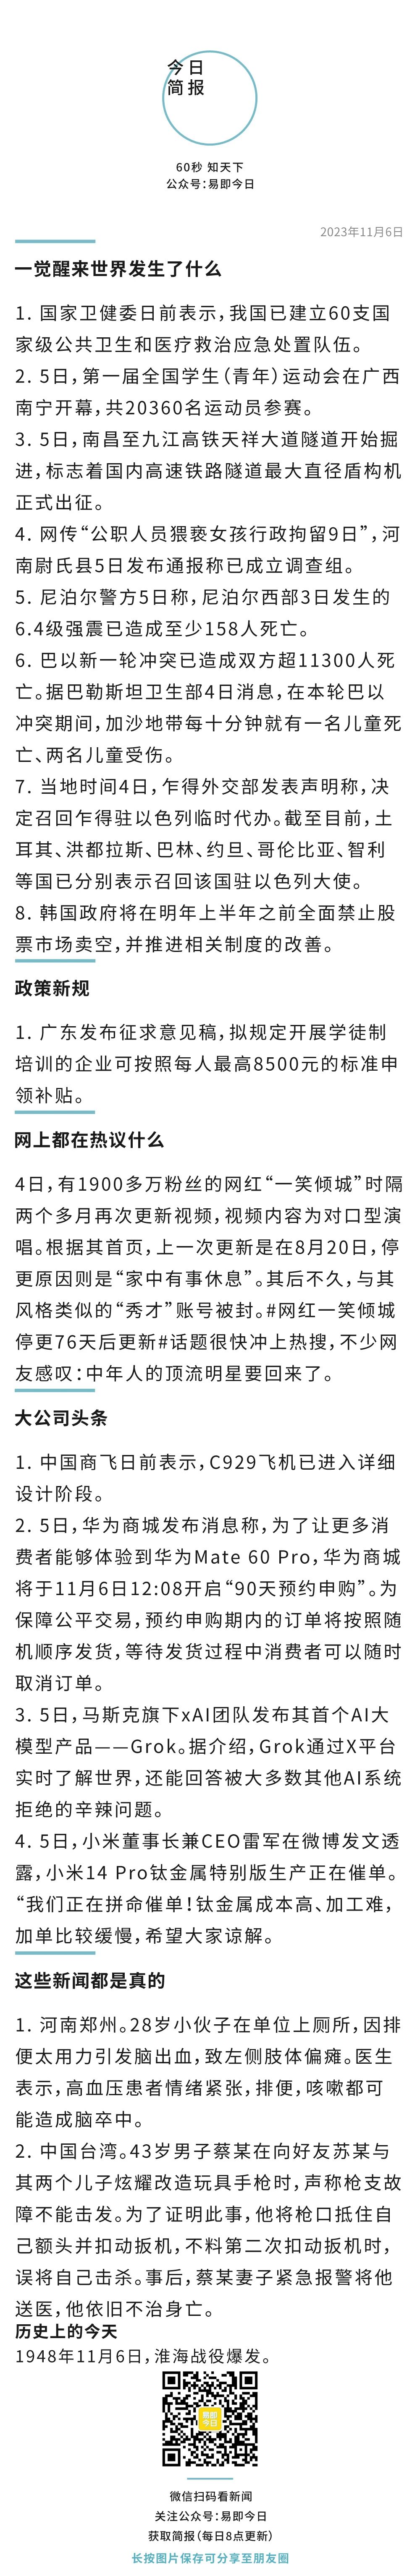 今日
简报
60秒 知天下
公众号：易即今日
2023年11月6日
一觉醒来世界发生了什么
1. 国家卫健委日前表示，我国已建立60支国
家级公共卫生和医疗救治应急处置队伍。
2. 5日，第一届全国学生（青年）运动会在广西
南宁开幕，共20360名运动员参赛。
3. 5日，南昌至九江高铁天祥大道隧道开始掘
进，标志着国内高速铁路隧道最大直径盾构机
正式出征。
4. 网传“公职人员猥亵女孩行政拘留9日”，河
南尉氏县5日发布通报称已成立调查组。
5. 尼泊尔警方5日称，尼泊尔西部3日发生的
6.4级强震已造成至少158人死亡。
6. 巴以新一轮冲突已造成双方超11300人死
亡。据巴勒斯坦卫生部4日消息，在本轮巴以
冲突期间，加沙地带每十分钟就有一名儿童死
亡、两名儿童受伤。
7. 当地时间4日，乍得外交部发表声明称，决
定召回乍得驻以色列临时代办。截至目前，土
耳其、洪都拉斯、巴林、约旦、哥伦比亚、智利
等国已分别表示召回该国驻以色列大使。
8. 韩国政府将在明年上半年之前全面禁止股
票市场卖空，并推进相关制度的改善。
政策新规
1. 广东发布征求意见稿，拟规定开展学徒制
培训的企业可按照每人最高8500元的标准申
领补贴。
网上都在热议什么
4日，有1900多万粉丝的网红“一笑倾城”时隔
两个多月再次更新视频，视频内容为对口型演
唱。根据其首页，上一次更新是在8月20日，停
更原因则是“家中有事休息”。其后不久，与其
风格类似的“秀才”账号被封。#网红一笑倾城
停更76天后更新#话题很快冲上热搜，不少网
友感叹：中年人的顶流明星要回来了。
大公司头条
1. 中国商飞日前表示，C929飞机已进入详细
设计阶段。
2. 5日，华为商城发布消息称，为了让更多消
费者能够体验到华为Mate 60 Pro，华为商城
将于11月6日12:08开启“90天预约申购”。为
保障公平交易，预约申购期内的订单将按照随
机顺序发货，等待发货过程中消费者可以随时
取消订单。
3. 5日，马斯克旗下xAI团队发布其首个AI大
模型产品——Grok。据介绍，Grok通过X平台
实时了解世界，还能回答被大多数其他AI系统
拒绝的辛辣问题。
4. 5日，小米董事长兼CEO雷军在微博发文透
露，小米14 Pro钛金属特别版生产正在催单。
“我们正在拼命催单！钛金属成本高、加工难，
加单比较缓慢，希望大家谅解。
这些新闻都是真的
1. 河南郑州。28岁小伙子在单位上厕所，因排
便太用力引发脑出血，致左侧肢体偏瘫。医生
表示，高血压患者情绪紧张，排便，咳嗽都可
能造成脑卒中。
2. 中国台湾。43岁男子蔡某在向好友苏某与
其两个儿子炫耀改造玩具手枪时，声称枪支故
障不能击发。为了证明此事，他将枪口抵住自
己额头并扣动扳机，不料第二次扣动扳机时，
误将自己击杀。事后，蔡某妻子紧急报警将他
送医，他依旧不治身亡。
历史上的今天
1948年11月6日，淮海战役爆发。
易即
今日
微信扫码看新闻
关注公众号：易即今日
获取简报（每日8点更新）
长按图片保存可分享至朋友圈